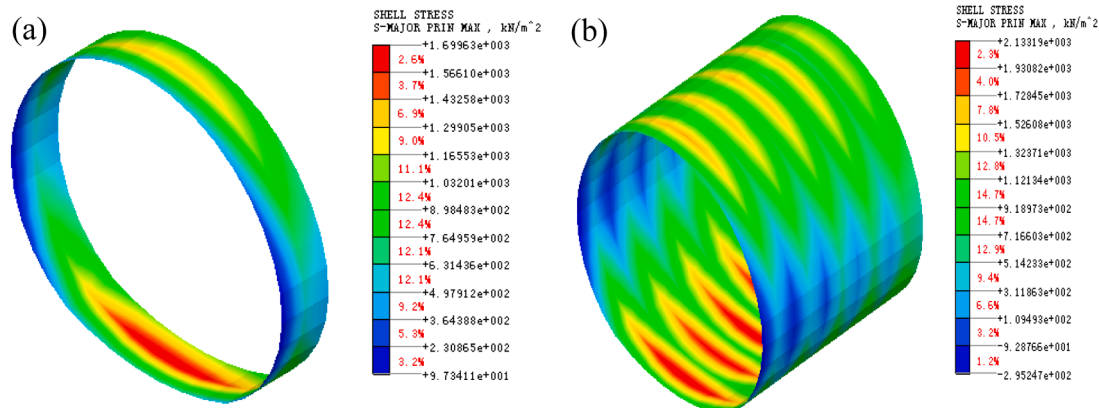 (a)
SHELL STRESS
S-MAJOR PRIN MAX , kN/m^2
+1.69963e+003
2.6%
+1.56610e+003
3.7%
+1.43258e+003
6.9%
+1.29905e+003
9.0%
+1.16553e+003
11.1%
+1.03201e+003
12.4%
+8.98483e+002
12.4%
+7.64959e+002
12.1%
+6.31436e+002
12.1%
+4.97912e+002
9.2%
+3.64388e+002
5.3%
+2.30865e+002
3.2%
+9.73411e+001
(b)
SHELL STRESS
S-MAJOR PRIN MAX , kN/m^2
+2.13319e+003
2.3%
+1.93082e+003
4.0%
+1.72845e+003
7.8%
+1.52608e+003
10.5%
+1.32371e+003
12.8%
+1.12134e+003
14.7%
+9.18973e+002
14.7%
+7.16603e+002
12.9%
+5.14233e+002
9.4%
+3.11863e+002
6.6%
+1.09493e+002
3.2%
-9.28766e+001
1.2%
-2.95247e+002